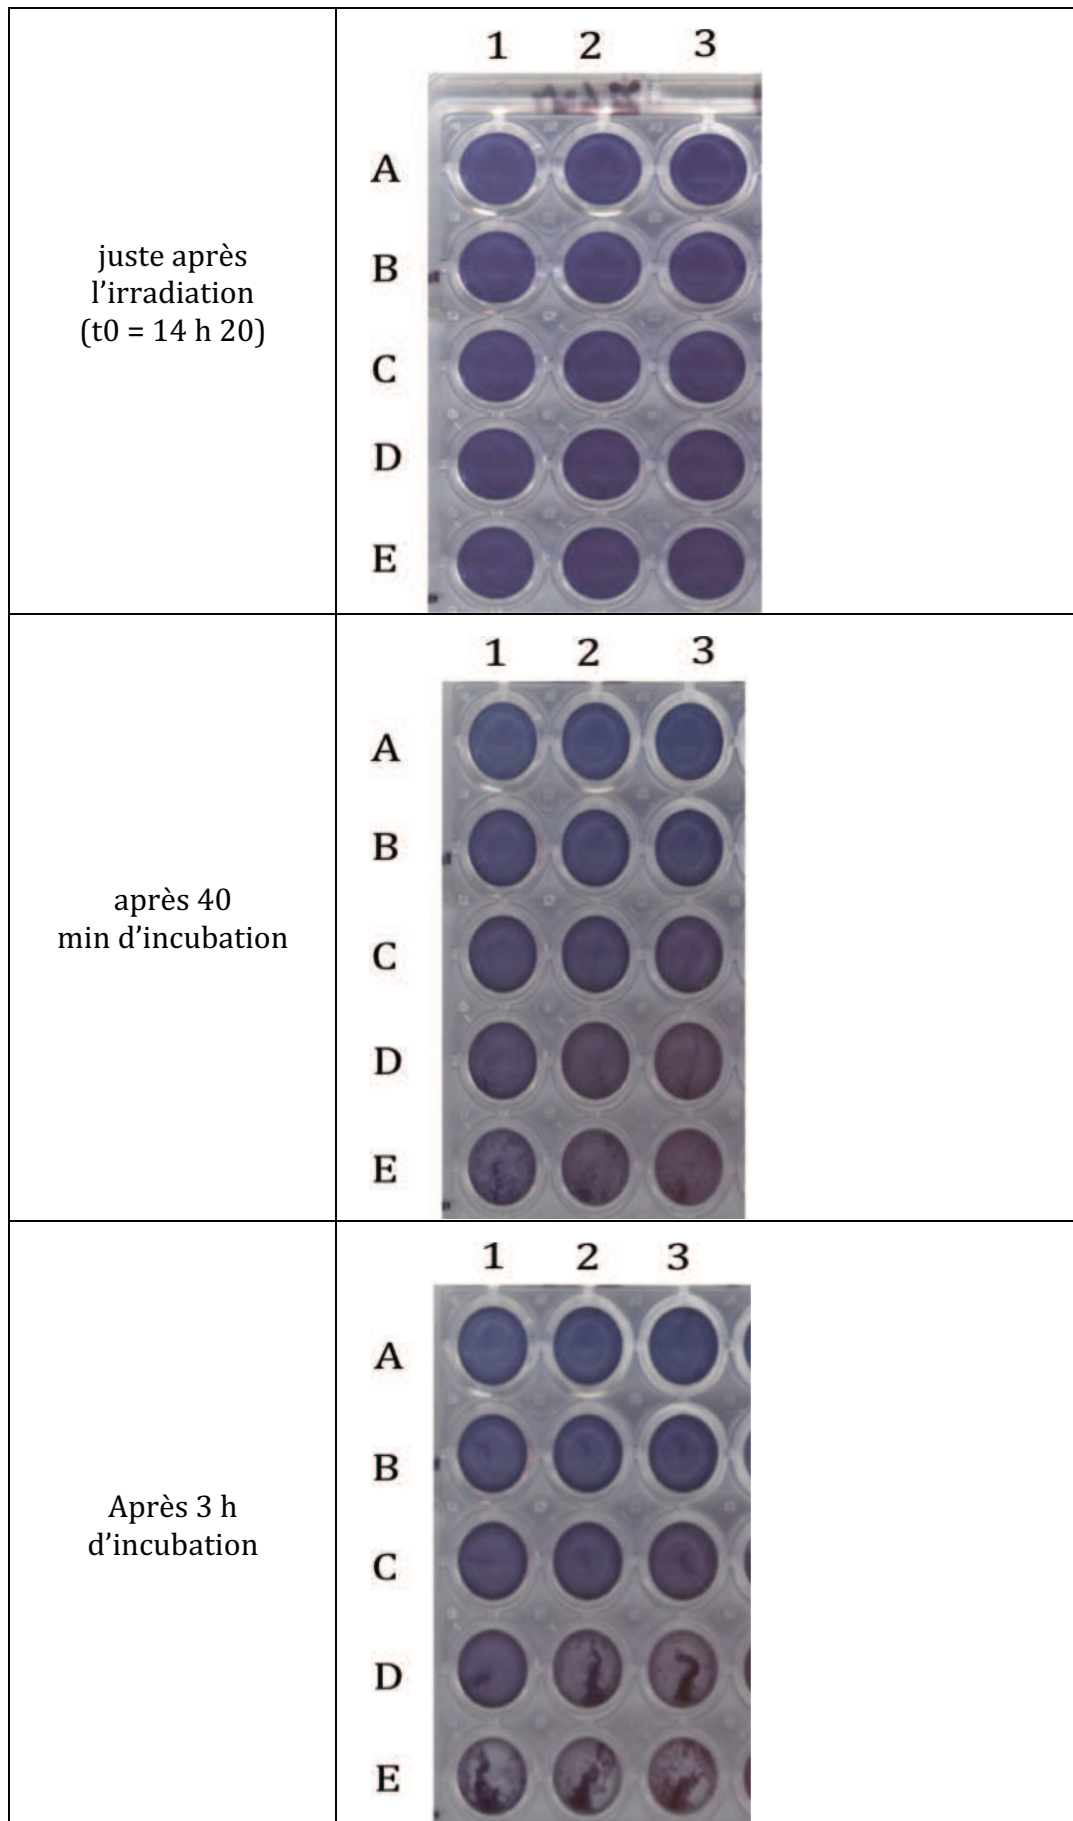 juste après
l’irradiation
(t0 = 14 h 20)
1 2 3
A
B
C
D
E
après 40
min d’incubation
1 2 3
A
B
C
D
E
Après 3 h
d’incubation
1 2 3
A
B
C
D
E